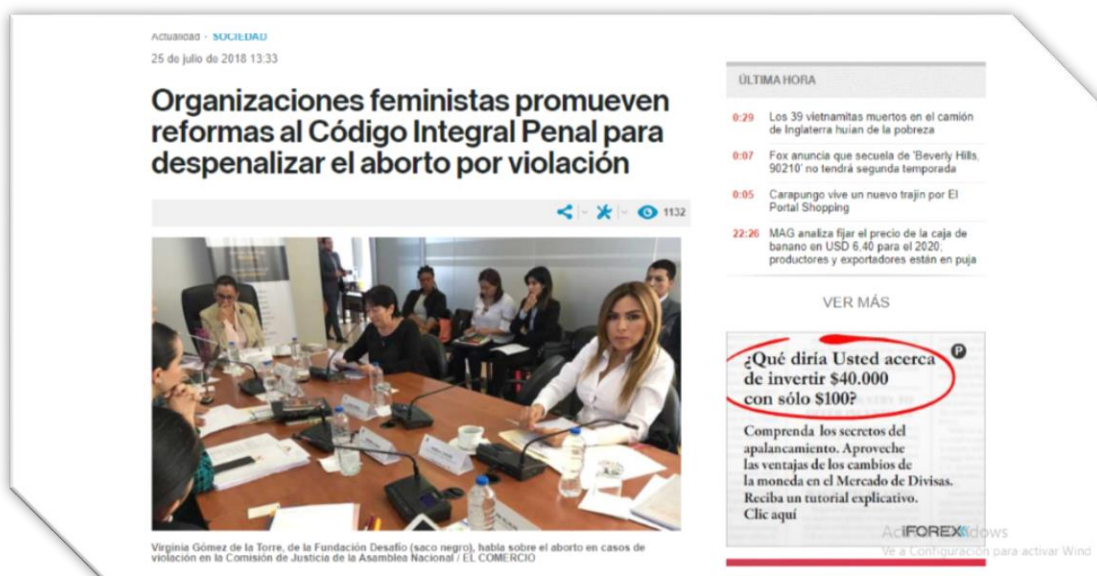 Actualidad · SOCIEDAD
25 de julio de 2018 13:33
Organizaciones feministas promueven
reformas al Código Integral Penal para
despenalizar el aborto por violación
1132
Virginia Gómez de la Torre, de la Fundación Desafío (saco negro), habla sobre el aborto en casos de
violación en la Comisión de Justicia de la Asamblea Nacional / EL COMERCIO
ÚLTIMA HORA
0:29 Los 39 vietnamitas muertos en el camión
de Inglaterra huían de la pobreza
0:07 Fox anuncia que secuela de 'Beverly Hills,
90210' no tendrá segunda temporada
0:05 Carapungo vive un nuevo trajín por El
Portal Shopping
22:26 MAG analiza fijar el precio de la caja de
banano en USD 6,40 para el 2020;
productores y exportadores están en puja
VER MÁS
¿Qué diría Usted acerca
de invertir $40.000
con sólo $100?
Comprenda los secretos del
apalancamiento. Aproveche
las ventajas de los cambios de
la moneda en el Mercado de Divisas.
Reciba un tutorial explicativo.
Clic aquí
iFOREX
Ve a Configuración para activar Wind